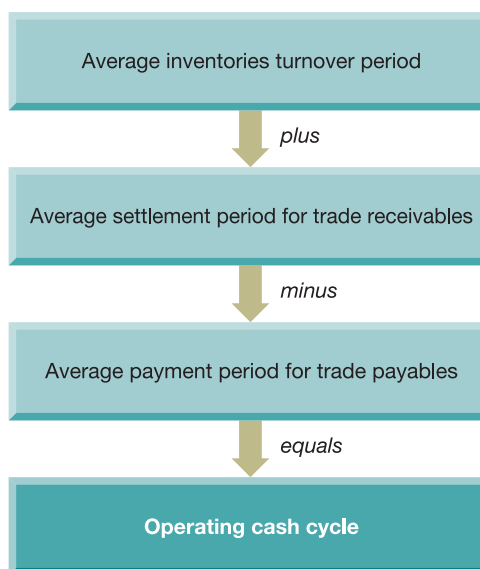 Average inventories turnover period
plus
Average settlement period for trade receivables
minus
Average payment period for trade payables
equals
Operating cash cycle